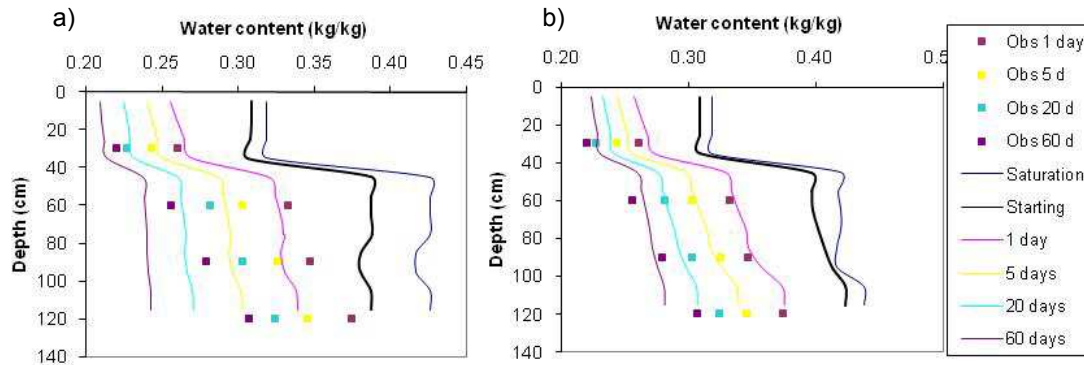 a)
Water content (kg/kg)
0.20 0.25 0.30 0.35 0.40 0.45
0
20
40
60
80
100
120
140
Depth (cm)
b)
Water content (kg/kg)
0.20 0.30 0.40 0.5
0
20
40
60
80
100
120
140
Depth (cm)
Obs 1 day
Obs 5 d
Obs 20 d
Obs 60 d
Saturation
Starting
1 day
5 days
20 days
60 days